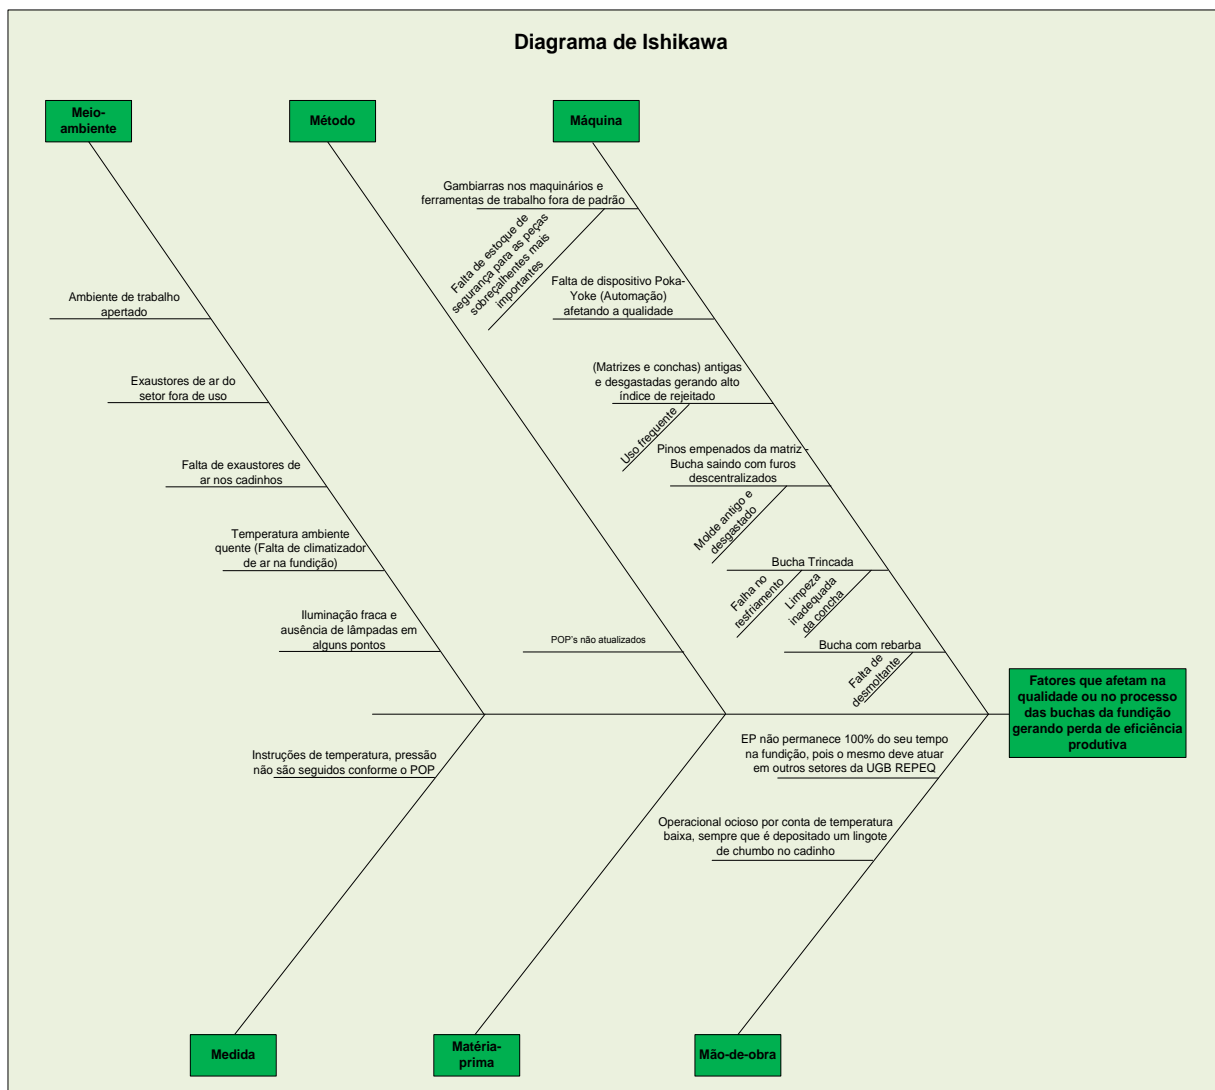 Diagrama de Ishikawa
Meio-
ambiente
Método
Máquina
Gambiarras nos maquinários e
ferramentas de trabalho fora de padrão
Falta de estoque de
segurança para as peças
sobreçalhentes mais
importantes
Falta de dispositivo Poka-
Yoke (Automação)
afetando a qualidade
(Matrizes e conchas) antigas
e desgastadas gerando alto
índice de rejeitado
Uso frequente
Pinos empenados da matriz -
Bucha saindo com furos
descentralizados
Molde antigo e
desgastado
Bucha Trincada
Falha no
resfriamento
Limpeza
inadequada
da concha
Bucha com rebarba
Falta de
desmoltante
Ambiente de trabalho
apertado
Exaustores de ar do
setor fora de uso
Falta de exaustores de
ar nos cadinhos
Temperatura ambiente
quente (Falta de climatizador
de ar na fundição)
Iluminação fraca e
ausência de lâmpadas em
alguns pontos
POP's não atualizados
Fatores que afetam na
qualidade ou no processo
das buchas da fundição
gerando perda de eficiência
produtiva
Instruções de temperatura, pressão
não são seguidos conforme o POP
EP não permanece 100% do seu tempo
na fundição, pois o mesmo deve atuar
em outros setores da UGB REPEQ
Operacional ocioso por conta de temperatura
baixa, sempre que é depositado um lingote
de chumbo no cadinho
Medida
Matéria-
prima
Mão-de-obra